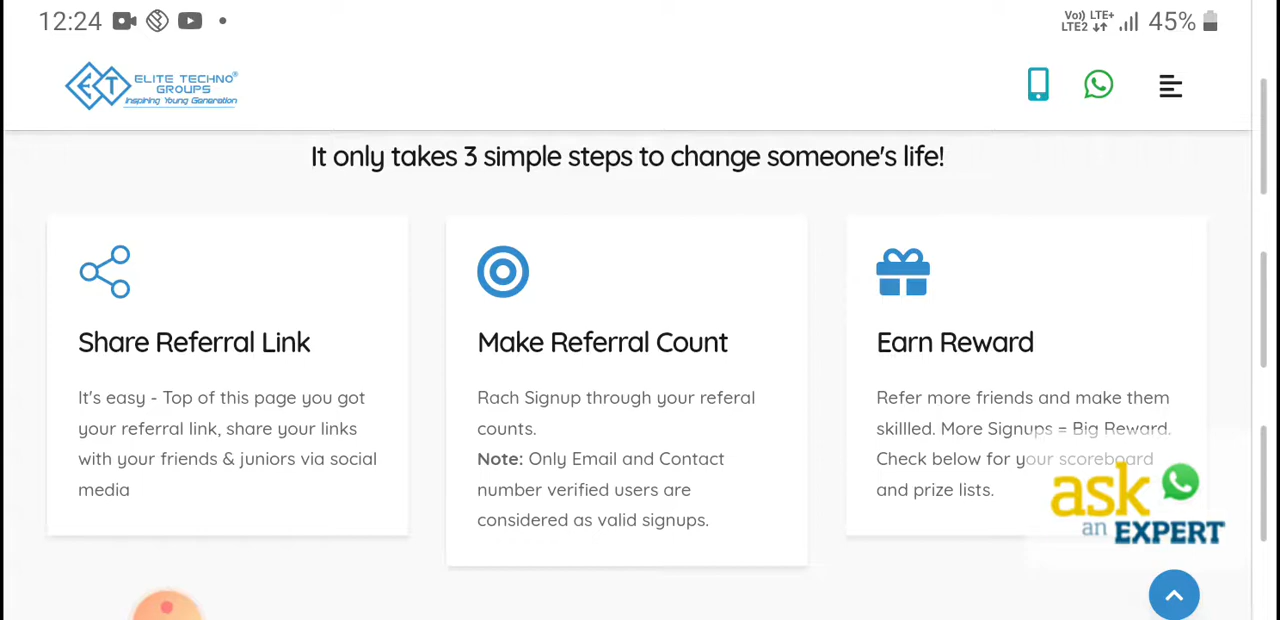 12:24
Vo)) LTE+
LTE2
45%
ELITE TECHNO®
GROUPS
Inspiring Young Generation
It only takes 3 simple steps to change someone's life!
Share Referral Link
It's easy - Top of this page you got
your referral link, share your links
with your friends & juniors via social
media
Make Referral Count
Rach Signup through your referal
counts.
Note: Only Email and Contact
number verified users are
considered as valid signups.
Earn Reward
Refer more friends and make them
skillled. More Signups = Big Reward.
Check below for your scoreboard
and prize lists.
ask
an EXPERT